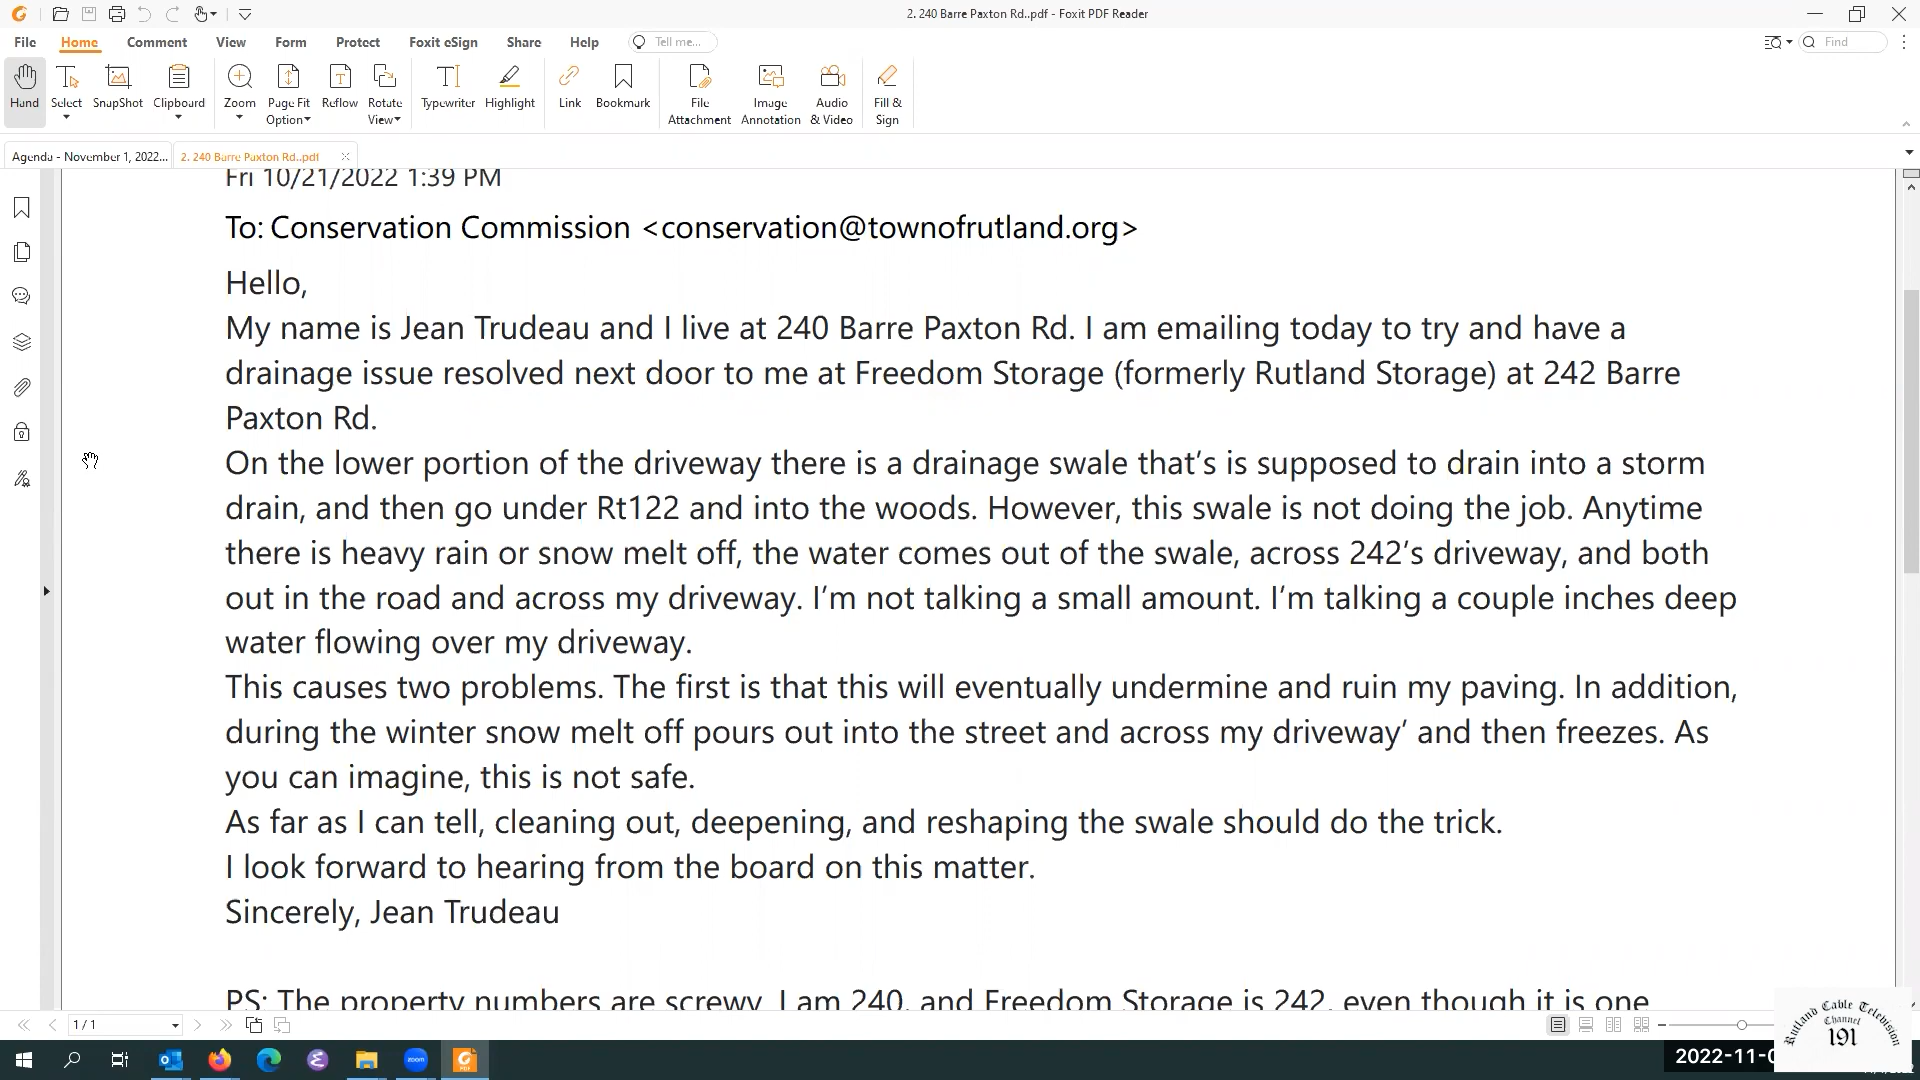 2. 240 Barre Paxton Rd..pdf - Foxit PDF Reader
File Home Comment View Form Protect Foxit eSign Share Help Tell me... Find
Hand Select SnapShot Clipboard Zoom Page Fit Option Reflow Rotate View Typewriter Highlight Link Bookmark File Attachment Image Annotation Audio & Video Fill & Sign
Agenda - November 1, 2022... 2. 240 Barre Paxton Rd..pdf
Fri 10/21/2022 1:39 PM
To: Conservation Commission <conservation@townofrutland.org>
Hello,
My name is Jean Trudeau and I live at 240 Barre Paxton Rd. I am emailing today to try and have a
drainage issue resolved next door to me at Freedom Storage (formerly Rutland Storage) at 242 Barre
Paxton Rd.
On the lower portion of the driveway there is a drainage swale that’s is supposed to drain into a storm
drain, and then go under Rt122 and into the woods. However, this swale is not doing the job. Anytime
there is heavy rain or snow melt off, the water comes out of the swale, across 242’s driveway, and both
out in the road and across my driveway. I’m not talking a small amount. I’m talking a couple inches deep
water flowing over my driveway.
This causes two problems. The first is that this will eventually undermine and ruin my paving. In addition,
during the winter snow melt off pours out into the street and across my driveway’ and then freezes. As
you can imagine, this is not safe.
As far as I can tell, cleaning out, deepening, and reshaping the swale should do the trick.
I look forward to hearing from the board on this matter.
Sincerely, Jean Trudeau
PS: The property numbers are screwy. I am 240, and Freedom Storage is 242, even though it is one
1 / 1
zoom
PDF
2022-11-0
Rutland Cable Television
Channel
191